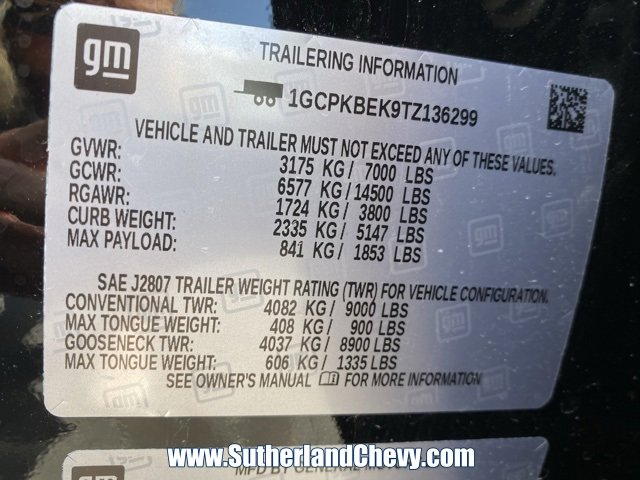 gm
TRAILERING INFORMATION
1GCPKBEK9TZ136299
VEHICLE AND TRAILER MUST NOT EXCEED ANY OF THESE VALUES.
GVWR: 3175 KG / 7000 LBS
GCWR: 6577 KG / 14500 LBS
RGAWR: 1724 KG / 3800 LBS
CURB WEIGHT: 2335 KG / 5147 LBS
MAX PAYLOAD: 841 KG / 1853 LBS
SAE J2807 TRAILER WEIGHT RATING (TWR) FOR VEHICLE CONFIGURATION.
CONVENTIONAL TWR: 4082 KG / 9000 LBS
MAX TONGUE WEIGHT: 408 KG / 900 LBS
GOOSENECK TWR: 4037 KG / 8900 LBS
MAX TONGUE WEIGHT: 606 KG / 1335 LBS
SEE OWNER'S MANUAL FOR MORE INFORMATION
www.SutherlandChevy.com
gm
MFD BY GENERAL